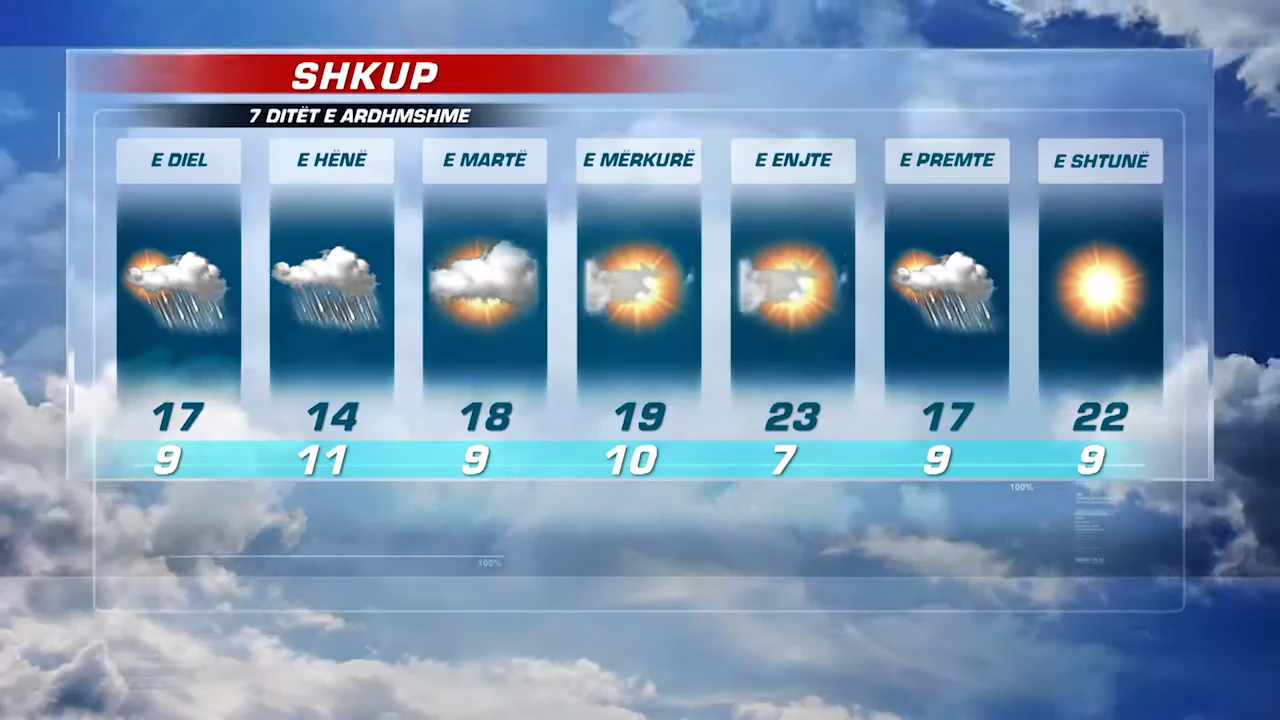 SHKUP
7 DITËT E ARDHMSHME
E DIEL
E HËNË
E MARTË
E MËRKURË
E ENJTE
E PREMTE
E SHTUNË
17 14 18 19 23 17 22
9 11 9 10 7 9 9
100%
100%